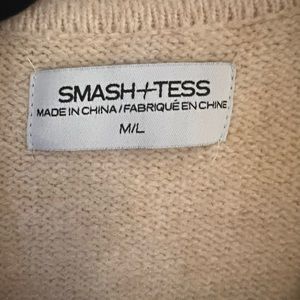 SMASH+TESS
MADE IN CHINA / FABRIQUÉ EN CHINE
M/L